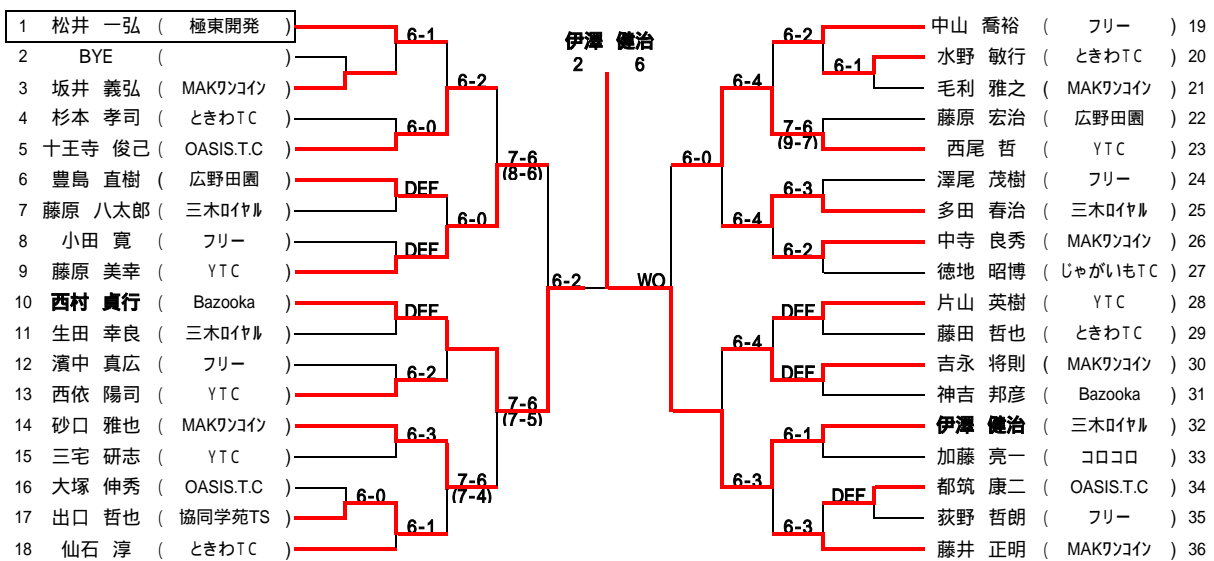 伊澤 健治
2 6
1 松井 一弘 ( 極東開発 )
2 BYE ( )
3 坂井 義弘 ( MAKワンコイン )
4 杉本 孝司 ( ときわTC )
5 十王寺 俊己 ( OASIS.T.C )
6 豊島 直樹 ( 広野田園 )
7 藤原 八太郎 ( 三木ロイヤル )
8 小田 寛 ( フリー )
9 藤原 美幸 ( YTC )
10 西村 貞行 ( Bazooka )
11 生田 幸良 ( 三木ロイヤル )
12 濱中 真広 ( フリー )
13 西依 陽司 ( YTC )
14 砂口 雅也 ( MAKワンコイン )
15 三宅 研志 ( YTC )
16 大塚 伸秀 ( OASIS.T.C )
17 出口 哲也 ( 協同学苑TS )
18 仙石 淳 ( ときわTC )
6-1
6-0
DEF
DEF
DEF
6-2
6-3
6-0
6-1
6-2
6-0
7-6
(7-4)
7-6
(8-6)
7-6
(7-5)
6-2
WO
6-0
6-3
6-4
6-4
6-4
6-2
6-1
7-6
(9-7)
6-3
6-2
DEF
DEF
6-1
DEF
6-3
中山 喬裕 ( フリー ) 19
水野 敏行 ( ときわTC ) 20
毛利 雅之 ( MAKワンコイン ) 21
藤原 宏治 ( 広野田園 ) 22
西尾 哲 ( YTC ) 23
澤尾 茂樹 ( フリー ) 24
多田 春治 ( 三木ロイヤル ) 25
中寺 良秀 ( MAKワンコイン ) 26
徳地 昭博 ( じゃがいもTC ) 27
片山 英樹 ( YTC ) 28
藤田 哲也 ( ときわTC ) 29
吉永 将則 ( MAKワンコイン ) 30
神吉 邦彦 ( Bazooka ) 31
伊澤 健治 ( 三木ロイヤル ) 32
加藤 亮一 ( コロコロ ) 33
都筑 康二 ( OASIS.T.C ) 34
荻野 哲朗 ( フリー ) 35
藤井 正明 ( MAKワンコイン ) 36